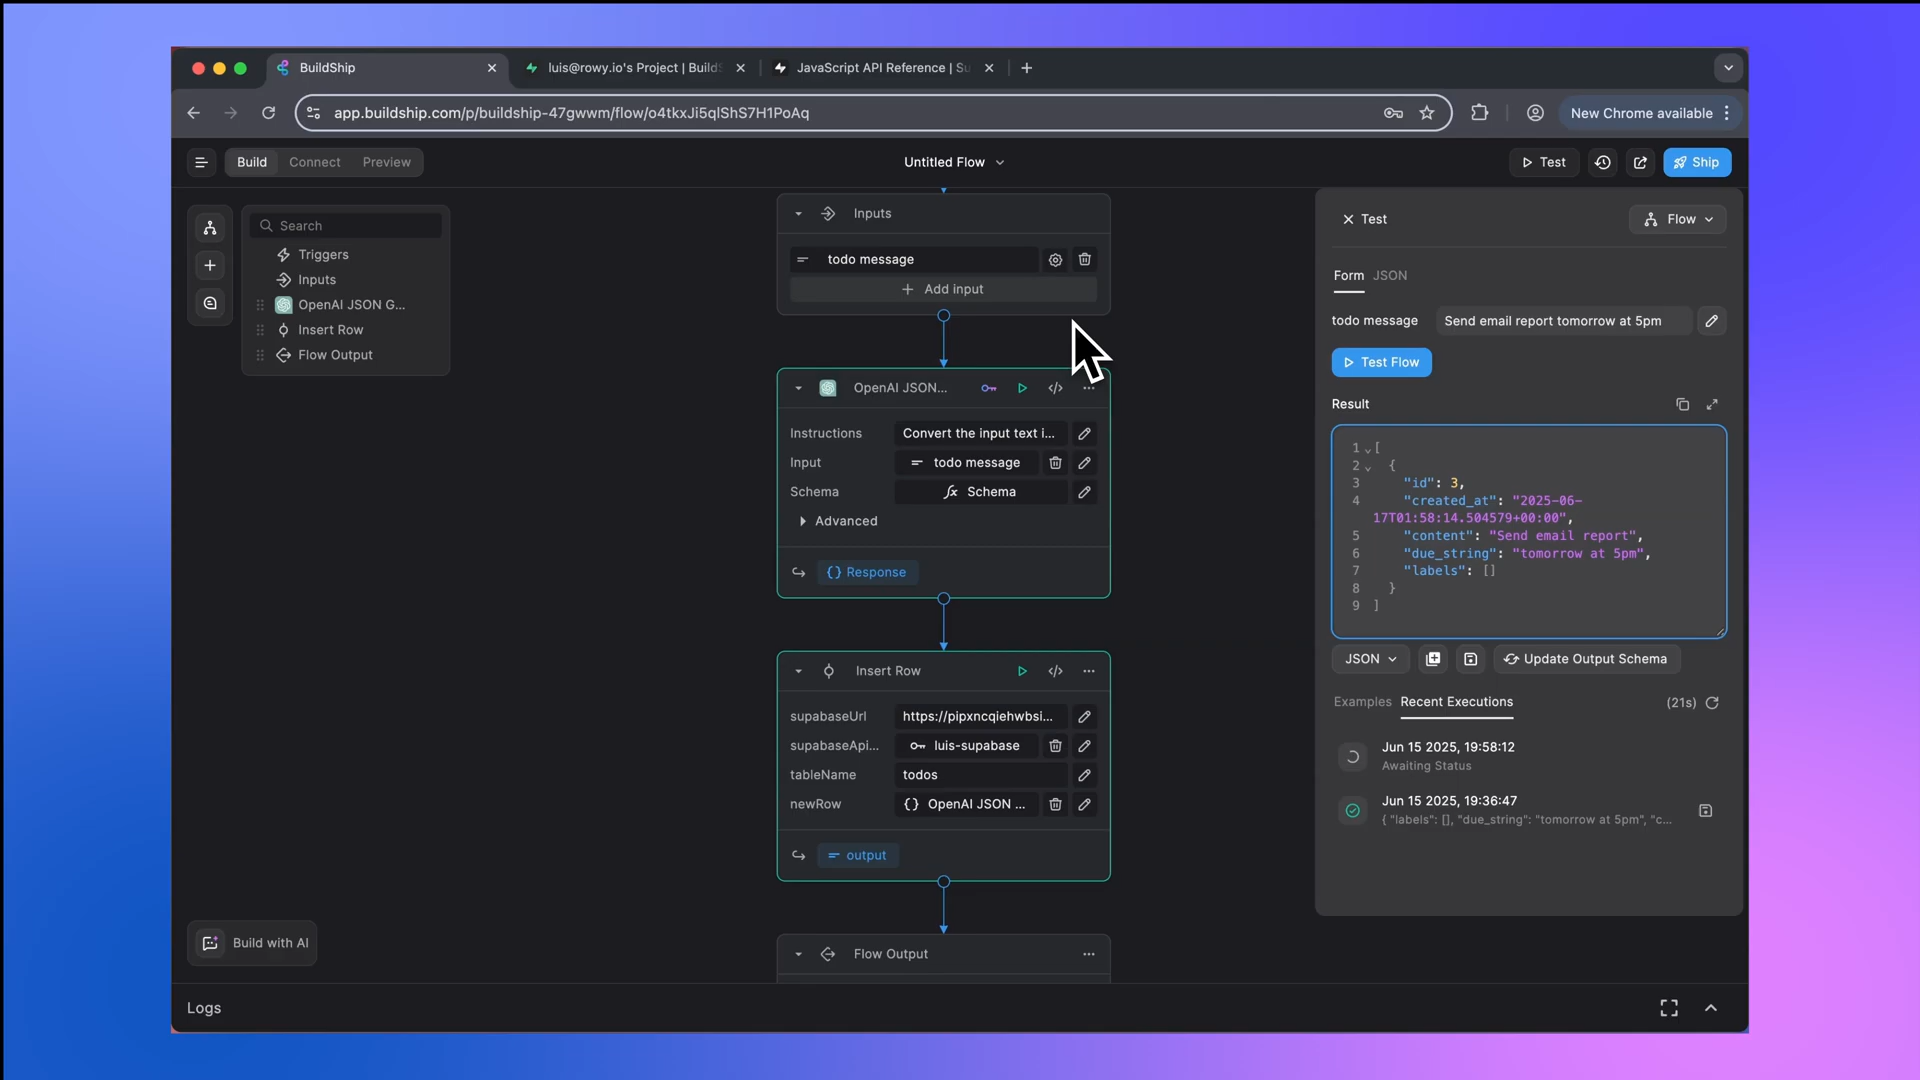 BuildShip
luis@rowy.io's Project | Build
JavaScript API Reference | Su
app.buildship.com/p/buildship-47gwwm/flow/o4tkxJi5qlShS7H1PoAq
New Chrome available
Build Connect Preview
Untitled Flow
Test
Ship
Search
Triggers
Inputs
OpenAI JSON G...
Insert Row
Flow Output
Inputs
todo message
Add input
OpenAI JSON...
Instructions Convert the input text i...
Input todo message
Schema Schema
Advanced
Response
Insert Row
supabaseUrl https://pipxncqiehwbsi...
supabaseApi... luis-supabase
tableName todos
newRow {} OpenAI JSON ...
output
Flow Output
Test
Flow
Form JSON
todo message Send email report tomorrow at 5pm
Test Flow
Result
1 [
2 {
3 "id": 3,
4 "created_at": "2025-06-
17T01:58:14.504579+00:00",
5 "content": "Send email report",
6 "due_string": "tomorrow at 5pm",
7 "labels": []
8 }
9 ]
JSON
Update Output Schema
Examples Recent Executions (21s)
Jun 15 2025, 19:58:12
Awaiting Status
Jun 15 2025, 19:36:47
{ "labels": [], "due_string": "tomorrow at 5pm", "c...
Build with AI
Logs